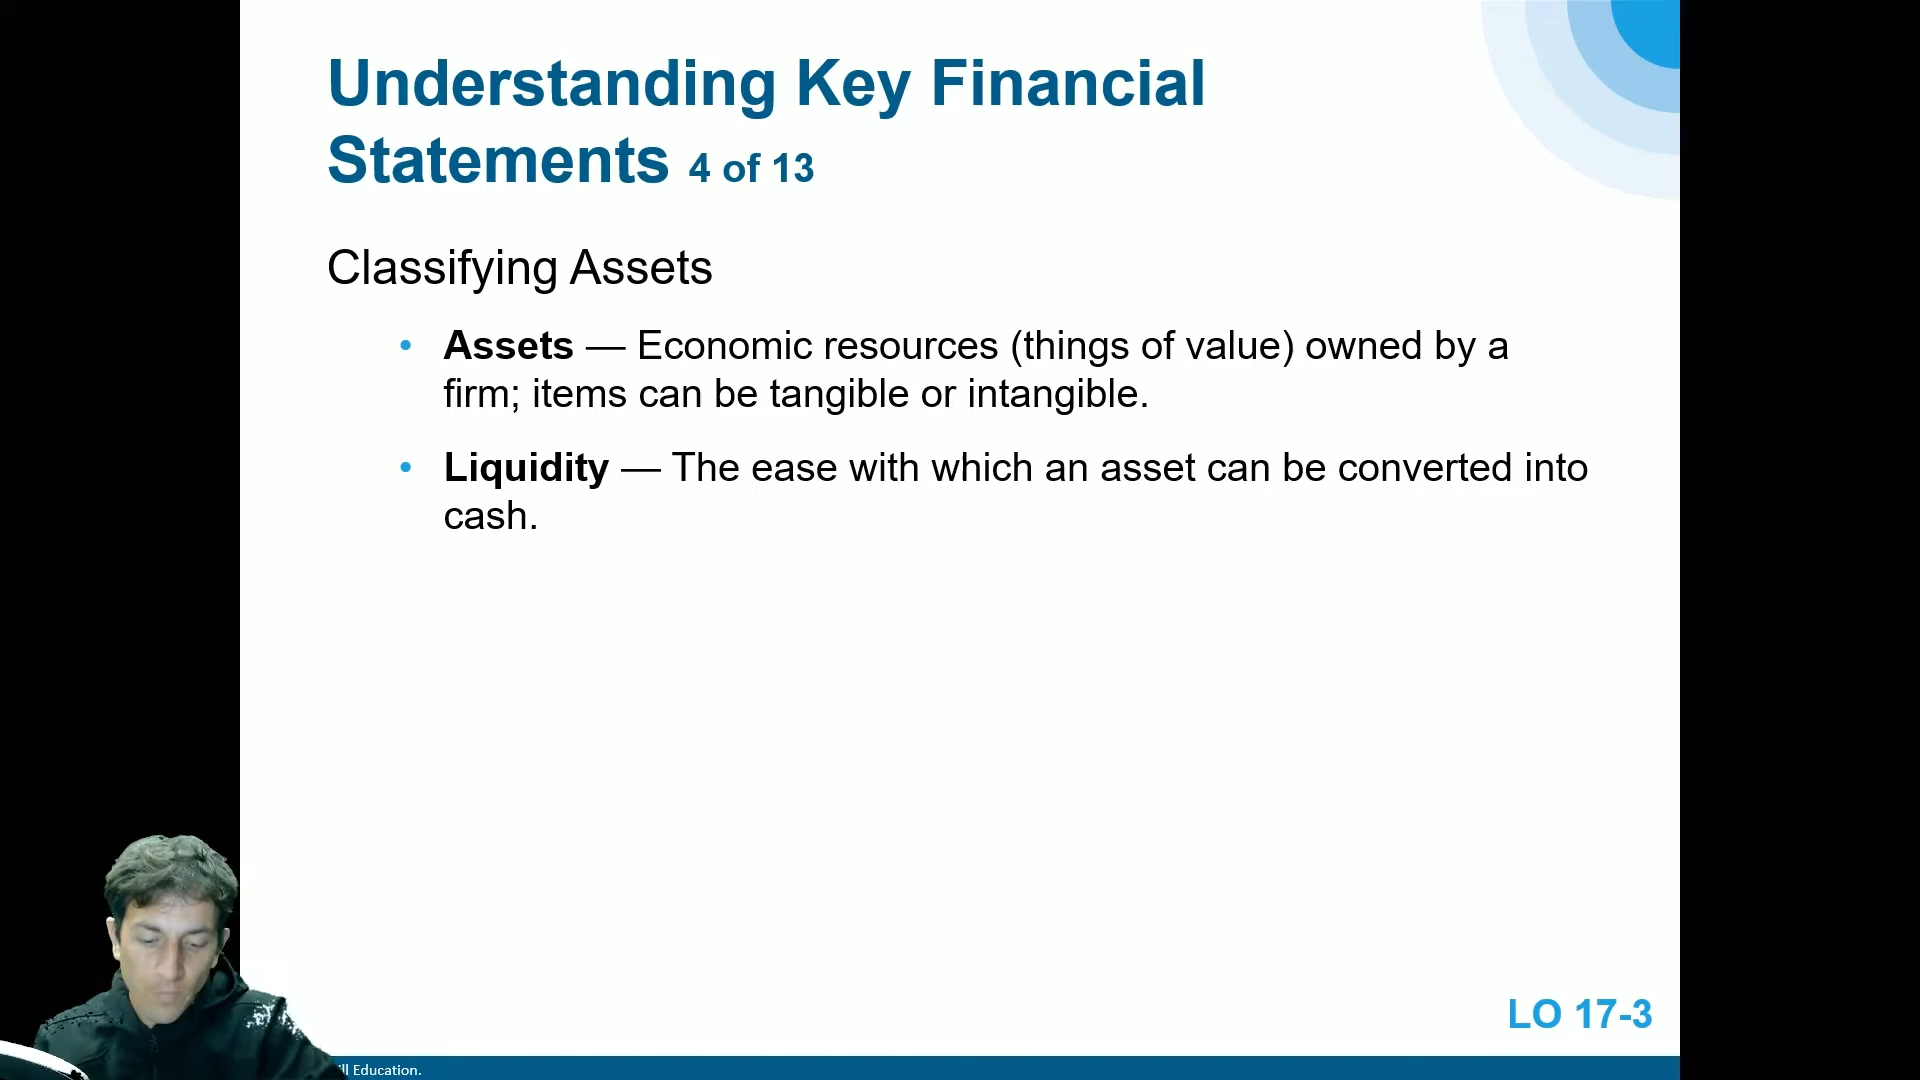 Understanding Key Financial
Statements 4 of 13
Classifying Assets
• Assets — Economic resources (things of value) owned by a
firm; items can be tangible or intangible.
• Liquidity — The ease with which an asset can be converted into
cash.
LO 17-3
Education.